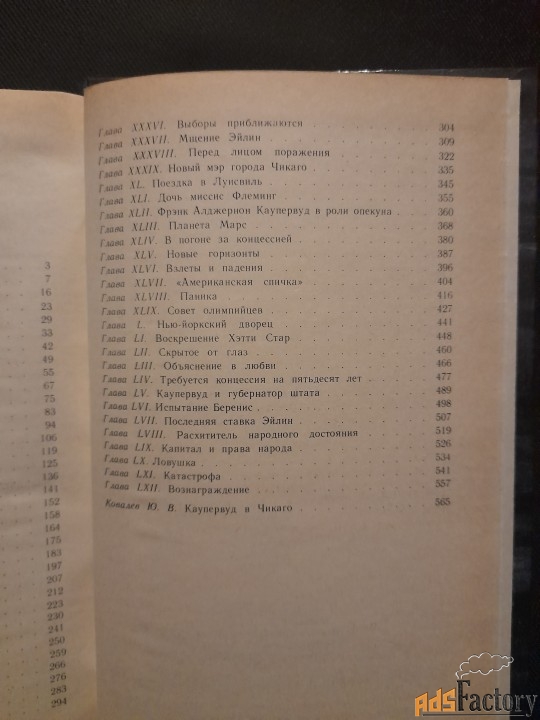 3
7
16
23
29
33
42
49
55
67
75
83
94
106
119
125
136
141
152
158
164
175
183
197
207
212
223
230
241
250
259
266
276
283
294
Глава XXXVI. Выборы приближаются 304
Глава XXXVII. Мщение Эйлин 309
Глава XXXVIII. Перед лицом поражения 322
Глава XXXIX. Новый мэр города Чикаго 335
Глава XL. Поездка в Луисвиль 345
Глава XLI. Дочь миссис Флеминг 355
Глава XLII. Фрэнк Алджернон Каупервуд в роли опекуна 360
Глава XLIII. Планета Марс 368
Глава XLIV. В погоне за концессией 380
Глава XLV. Новые горизонты 387
Глава XLVI. Взлеты и падения 396
Глава XLVII. «Американская спичка» 404
Глава XLVIII. Паника 416
Глава XLIX. Совет олимпийцев 427
Глава L. Нью-йоркский дворец 441
Глава LI. Воскрешение Хэтти Стар 448
Глава LII. Скрытое от глаз 460
Глава LIII. Объяснение в любви 466
Глава LIV. Требуется концессия на пятьдесят лет 477
Глава LV. Каупервуд и губернатор штата 489
Глава LVI. Испытание Беренис 498
Глава LVII. Последняя ставка Эйлин 507
Глава LVIII. Расхититель народного достояния 519
Глава LIX. Капитал и права народа 526
Глава LX. Ловушка 534
Глава LXI. Катастрофа 541
Глава LXII. Вознаграждение 557
Ковалев Ю. В. Каупервуд в Чикаго 565
AdsFactory